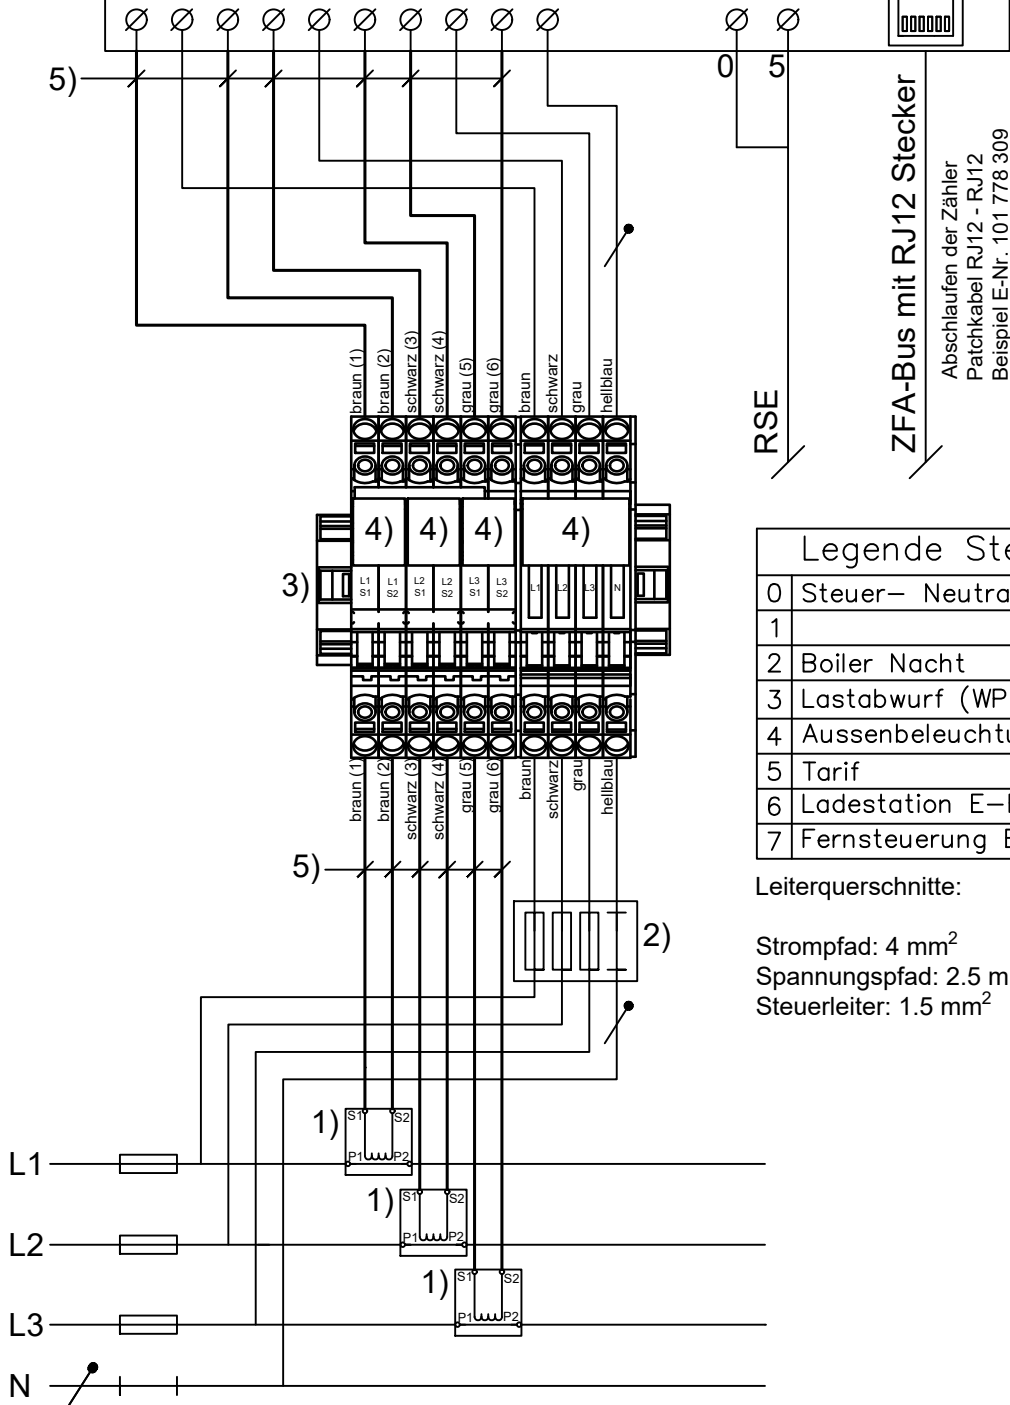 0 5
5)
ZFA-Bus mit RJ12 Stecker
Abschlaufen der Zähler
Patchkabel RJ12 - RJ12
Beispiel E-Nr. 101 778 309
RSE
braun (1)
braun (2)
schwarz (3)
schwarz (4)
grau (5)
grau (6)
braun
schwarz
grau
hellblau
4) 4) 4) 4)
3)
L1 S1
L1 S2
L2 S1
L2 S2
L3 S1
L3 S2
L1
L2
L3
N
Legende
0 Steuer-
1
2 Boiler Nacht
3 Lastabwurf (WP
4
5 Tarif
6 Ladestation
7 Fernsteuerung
braun (1)
braun (2)
schwarz (3)
schwarz (4)
grau (5)
grau (6)
braun
schwarz
grau
hellblau
5)
2)
Leiterquerschnitte:
Strompfad: 4 mm²
Spannungspfad: 2.5
Steuerleiter: 1.5 mm²
1) S1 S2
P1 P2
L1
1) S1 S2
P1 P2
L2
1) S1 S2
P1 P2
L3
N